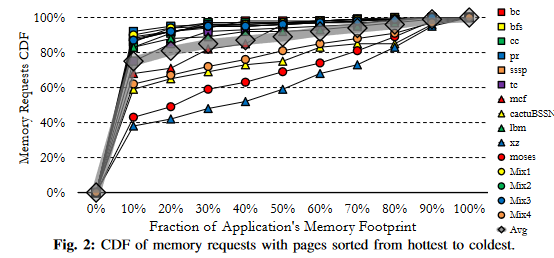 100%
80%
60%
40%
20%
0%
Memory Requests CDF
0% 10% 20% 30% 40% 50% 60% 70% 80% 90% 100%
Fraction of Application's Memory Footprint
bc
bfs
cc
pr
sssp
tc
mcf
cactuBSSN
lbm
xz
moses
Mix1
Mix2
Mix3
Mix4
Avg
Fig. 2: CDF of memory requests with pages sorted from hottest to coldest.